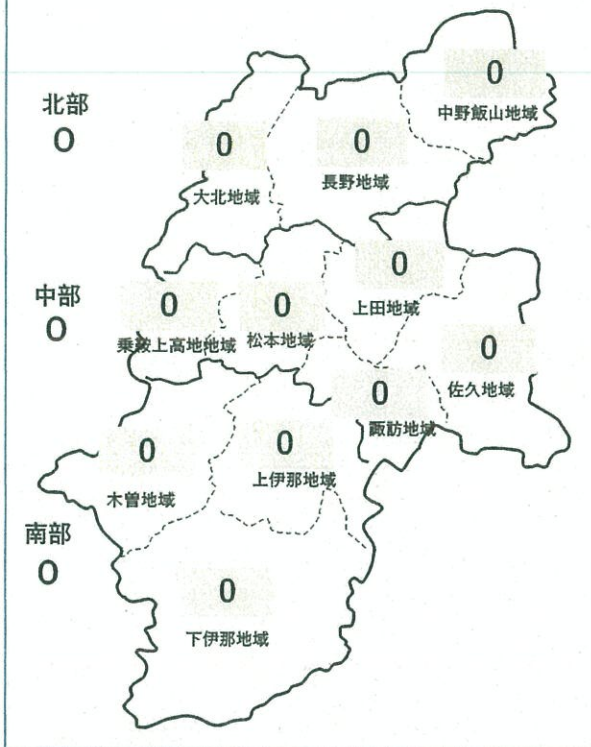 0
中野飯山地域
北部
0
0
大北地域
0
長野地域
中部
0
0
乗鞍上高地地域
0
松本地域
0
上田地域
0
佐久地域
0
諏訪地域
0
木曽地域
0
上伊那地域
南部
0
0
下伊那地域